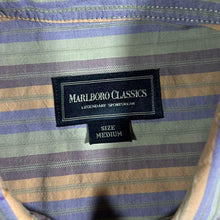 MARLBORO CLASSICS
LEGENDARY SPORTSWEAR
SIZE
MEDIUM